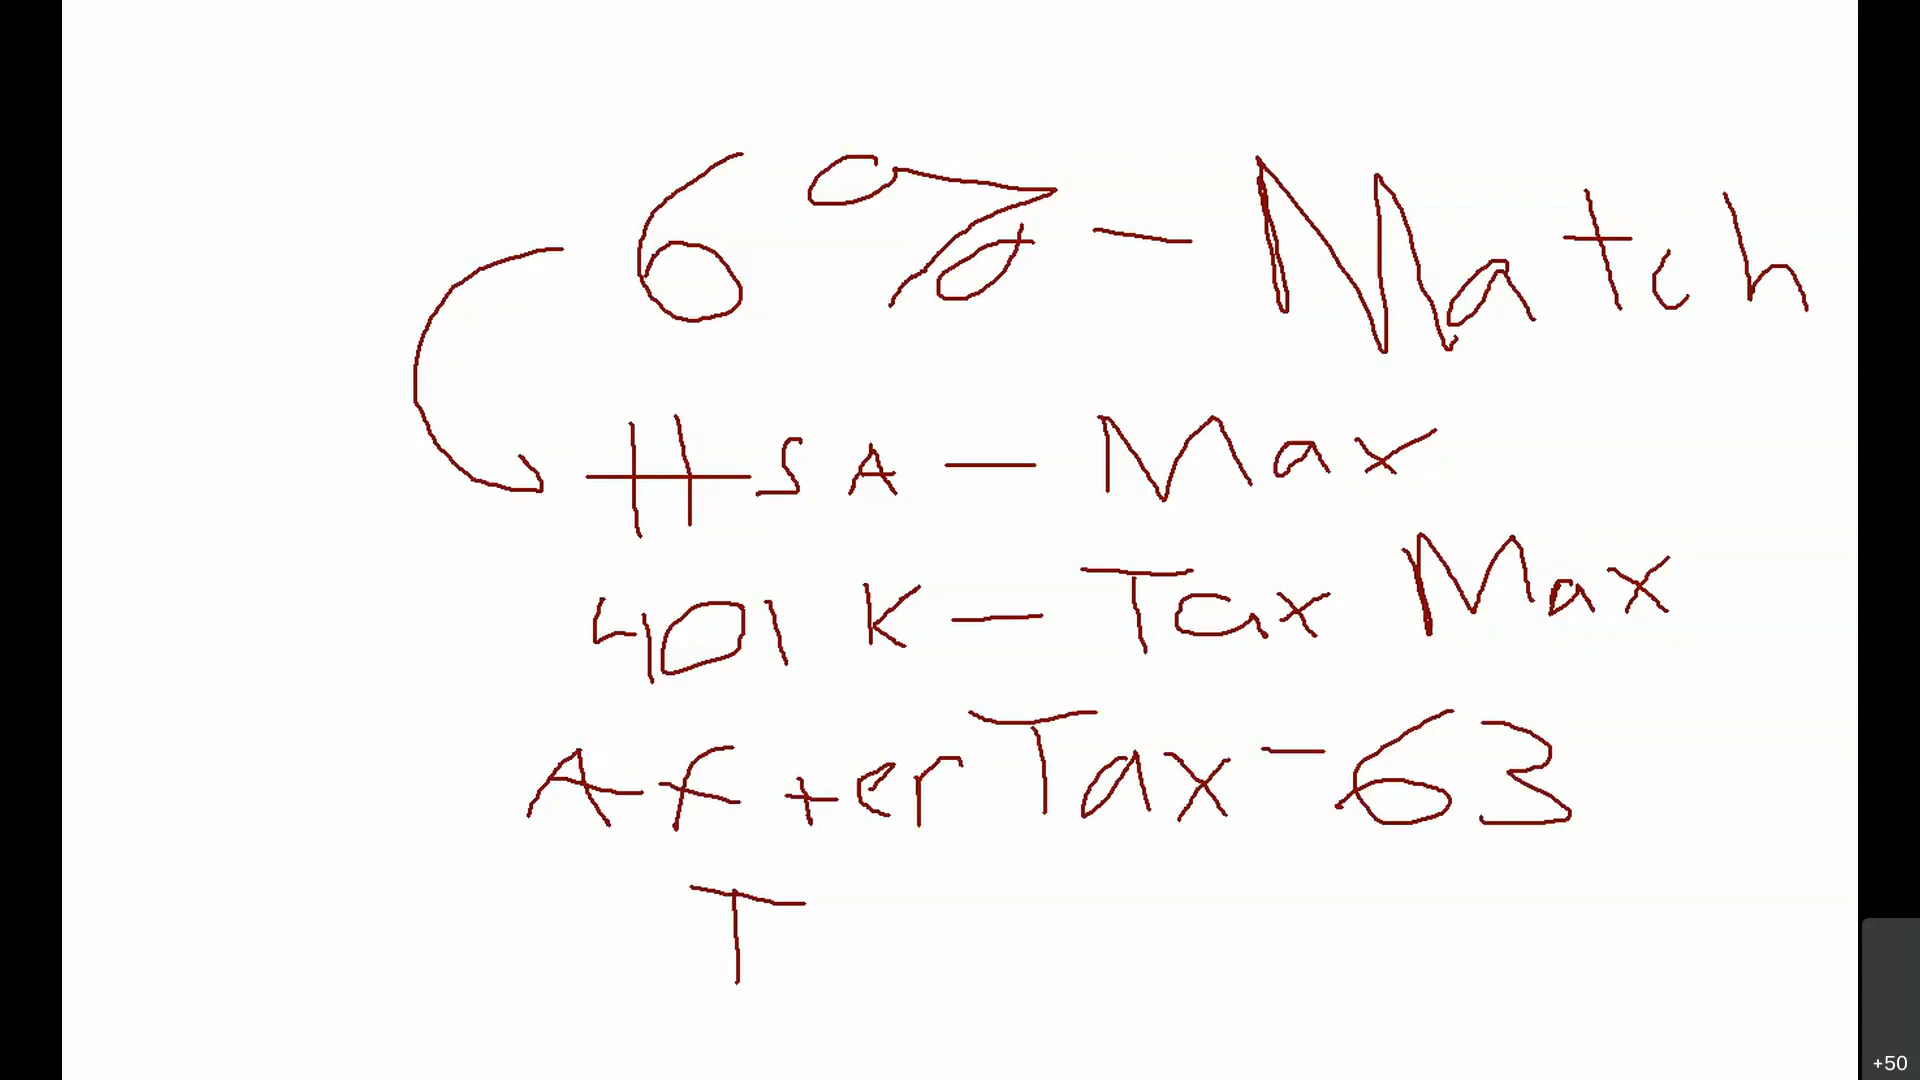 6% - Match
HSA - Max
401K - Tax Max
After Tax - 63
T
+50